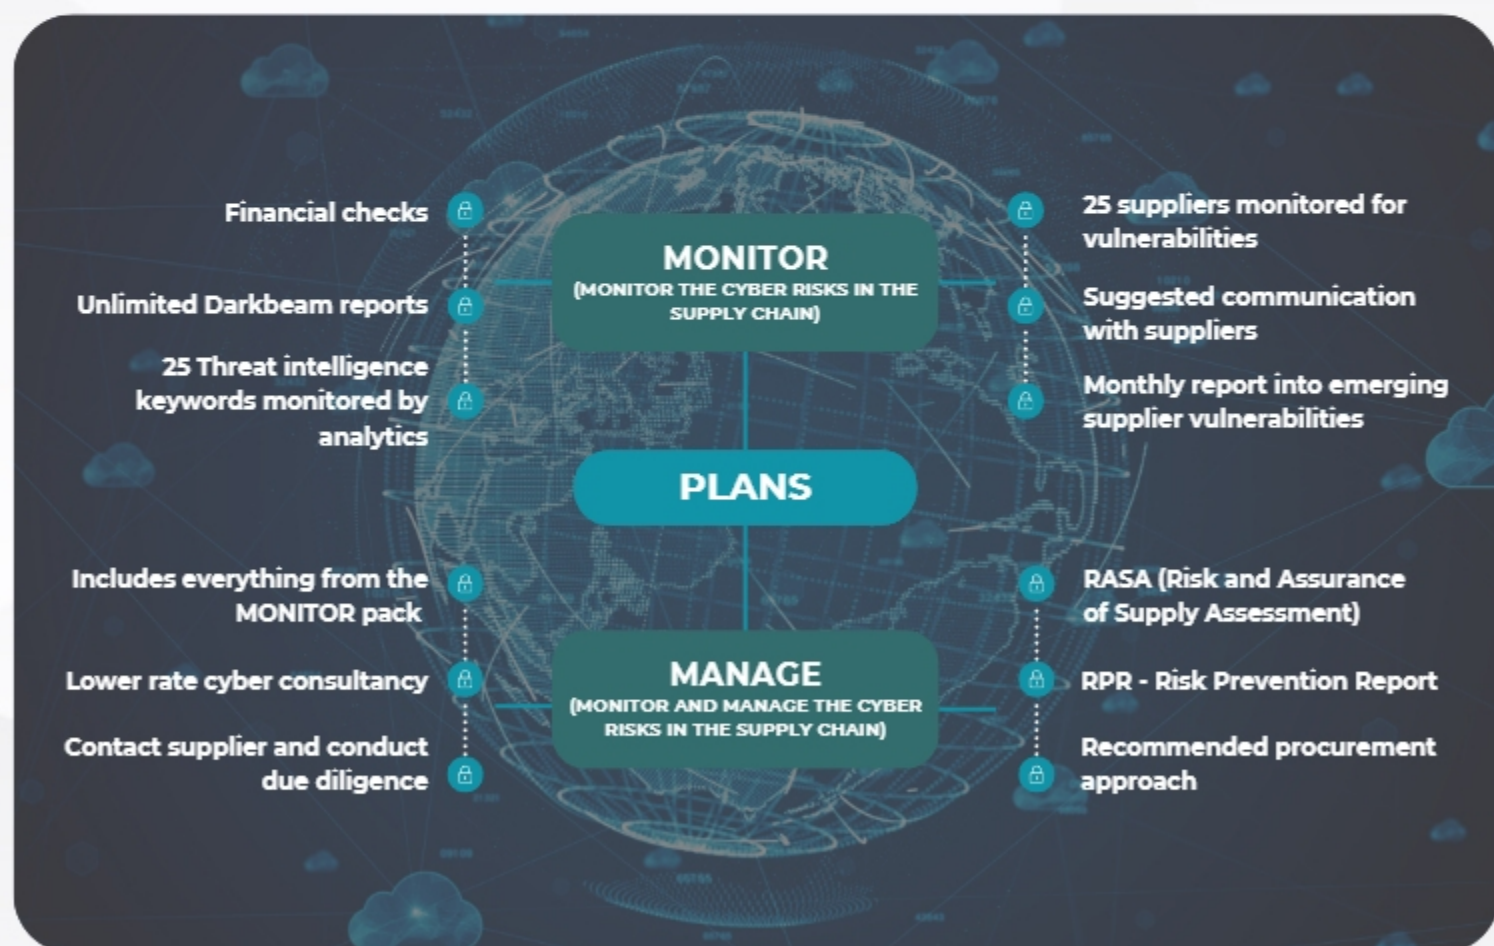 Financial checks
Unlimited Darkbeam reports
25 Threat intelligence
keywords monitored by
analytics
MONITOR
(MONITOR THE CYBER RISKS IN THE
SUPPLY CHAIN)
25 suppliers monitored for
vulnerabilities
Suggested communication
with suppliers
Monthly report into emerging
supplier vulnerabilities
PLANS
Includes everything from the
MONITOR pack
Lower rate cyber consultancy
Contact supplier and conduct
due diligence
MANAGE
(MONITOR AND MANAGE THE CYBER
RISKS IN THE SUPPLY CHAIN)
RASA (Risk and Assurance
of Supply Assessment)
RPR - Risk Prevention Report
Recommended procurement
approach